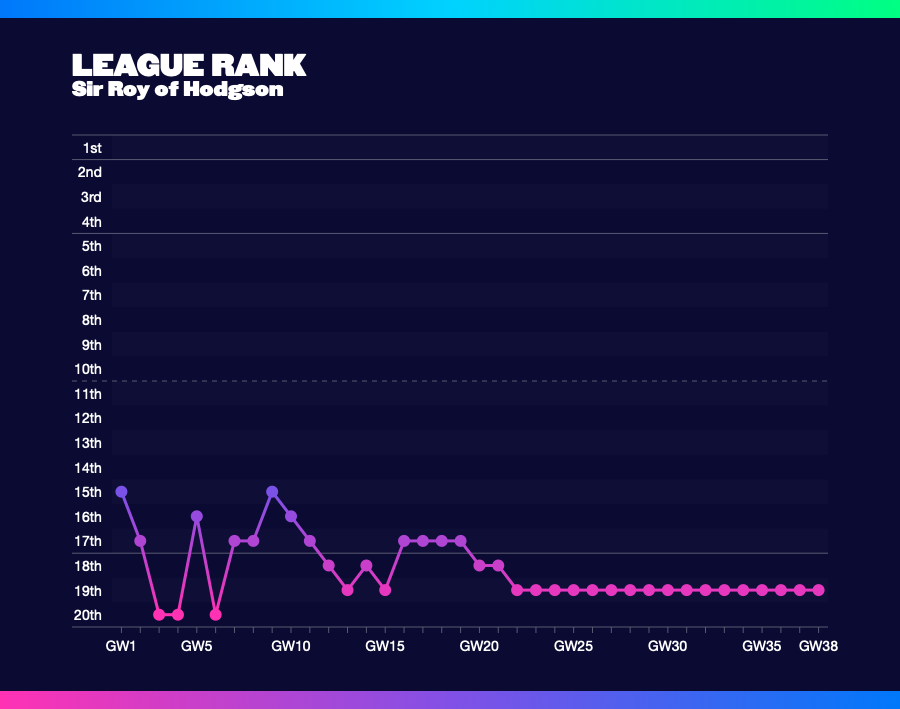 LEAGUE RANK
Sir Roy of Hodgson
1st
2nd
3rd
4th
5th
6th
7th
8th
9th
10th
11th
12th
13th
14th
15th
16th
17th
18th
19th
20th
GW1 GW5 GW10 GW15 GW20 GW25 GW30 GW35 GW38